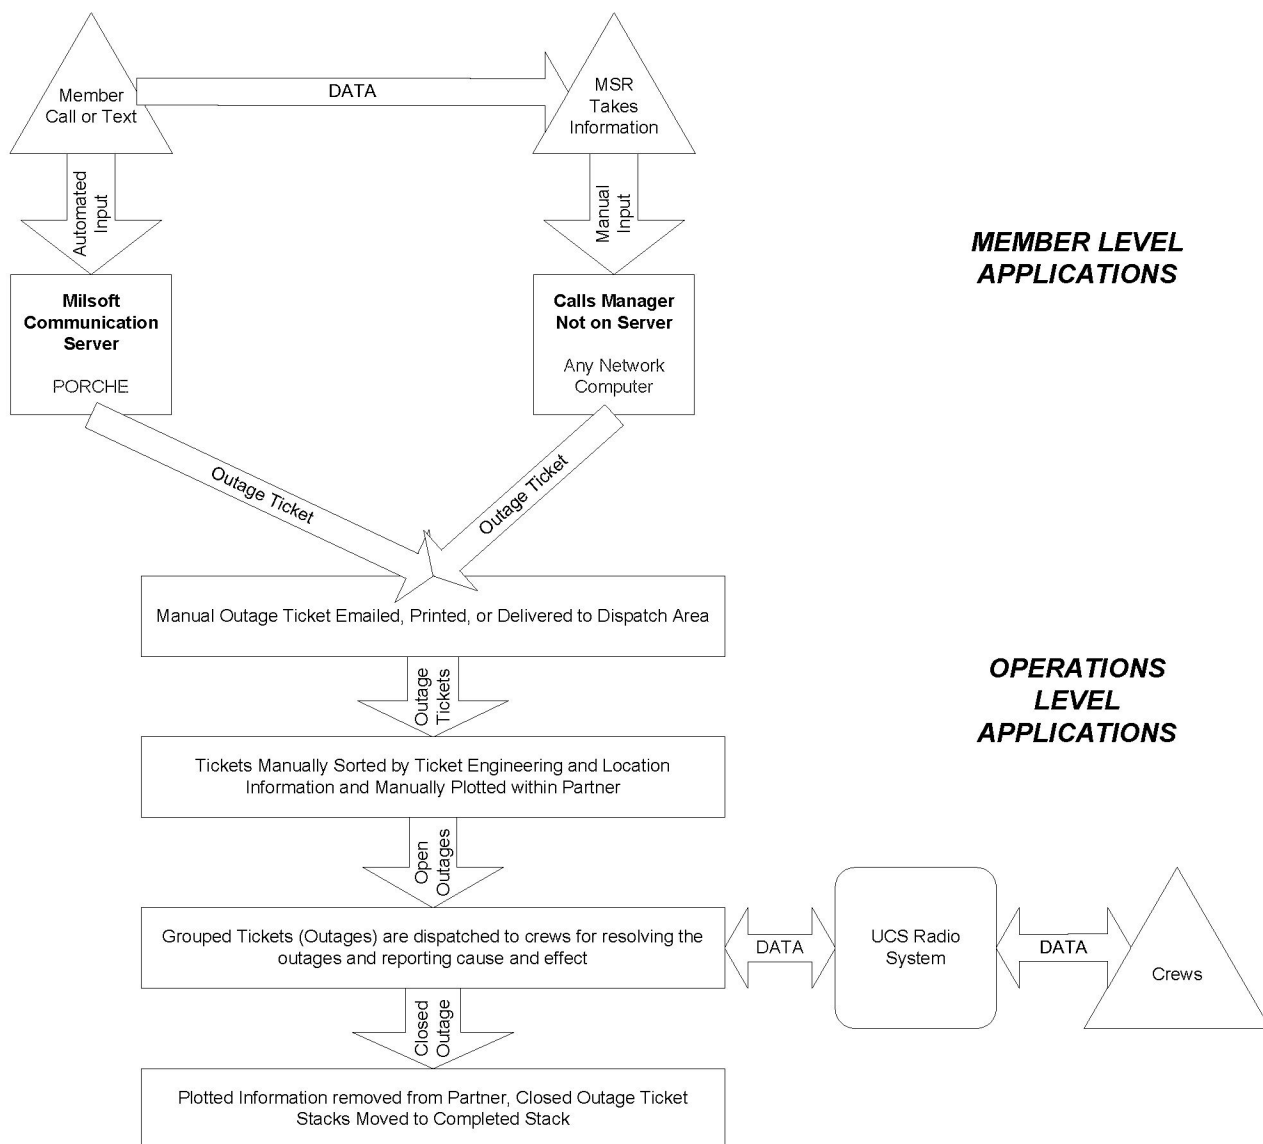 Member
Call or Text
DATA
MSR
Takes
Information
Automated
Input
Manual
Input
MEMBER LEVEL
APPLICATIONS
Milsoft
Communication
Server
PORCHE
Calls Manager
Not on Server
Any Network
Computer
Outage Ticket
Outage Ticket
Manual Outage Ticket Emailed, Printed, or Delivered to Dispatch Area
OPERATIONS
LEVEL
APPLICATIONS
Outage
Tickets
Tickets Manually Sorted by Ticket Engineering and Location
Information and Manually Plotted within Partner
Open
Outages
Grouped Tickets (Outages) are dispatched to crews for resolving the
outages and reporting cause and effect
DATA
UCS Radio
System
DATA
Crews
Closed
Outage
Plotted Information removed from Partner, Closed Outage Ticket
Stacks Moved to Completed Stack